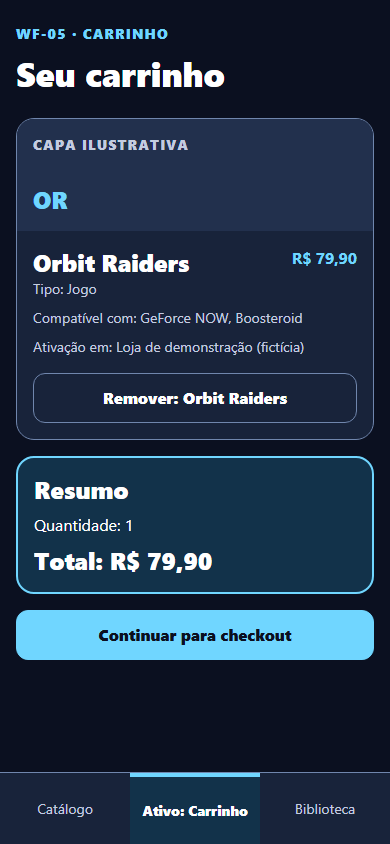 WF-05 · CARRINHO
Seu carrinho
CAPA ILUSTRATIVA
OR
Orbit Raiders
R$ 79,90
Tipo: Jogo
Compatível com: GeForce NOW, Boosteroid
Ativação em: Loja de demonstração (fictícia)
Remover: Orbit Raiders
Resumo
Quantidade: 1
Total: R$ 79,90
Continuar para checkout
Catálogo
Ativo: Carrinho
Biblioteca